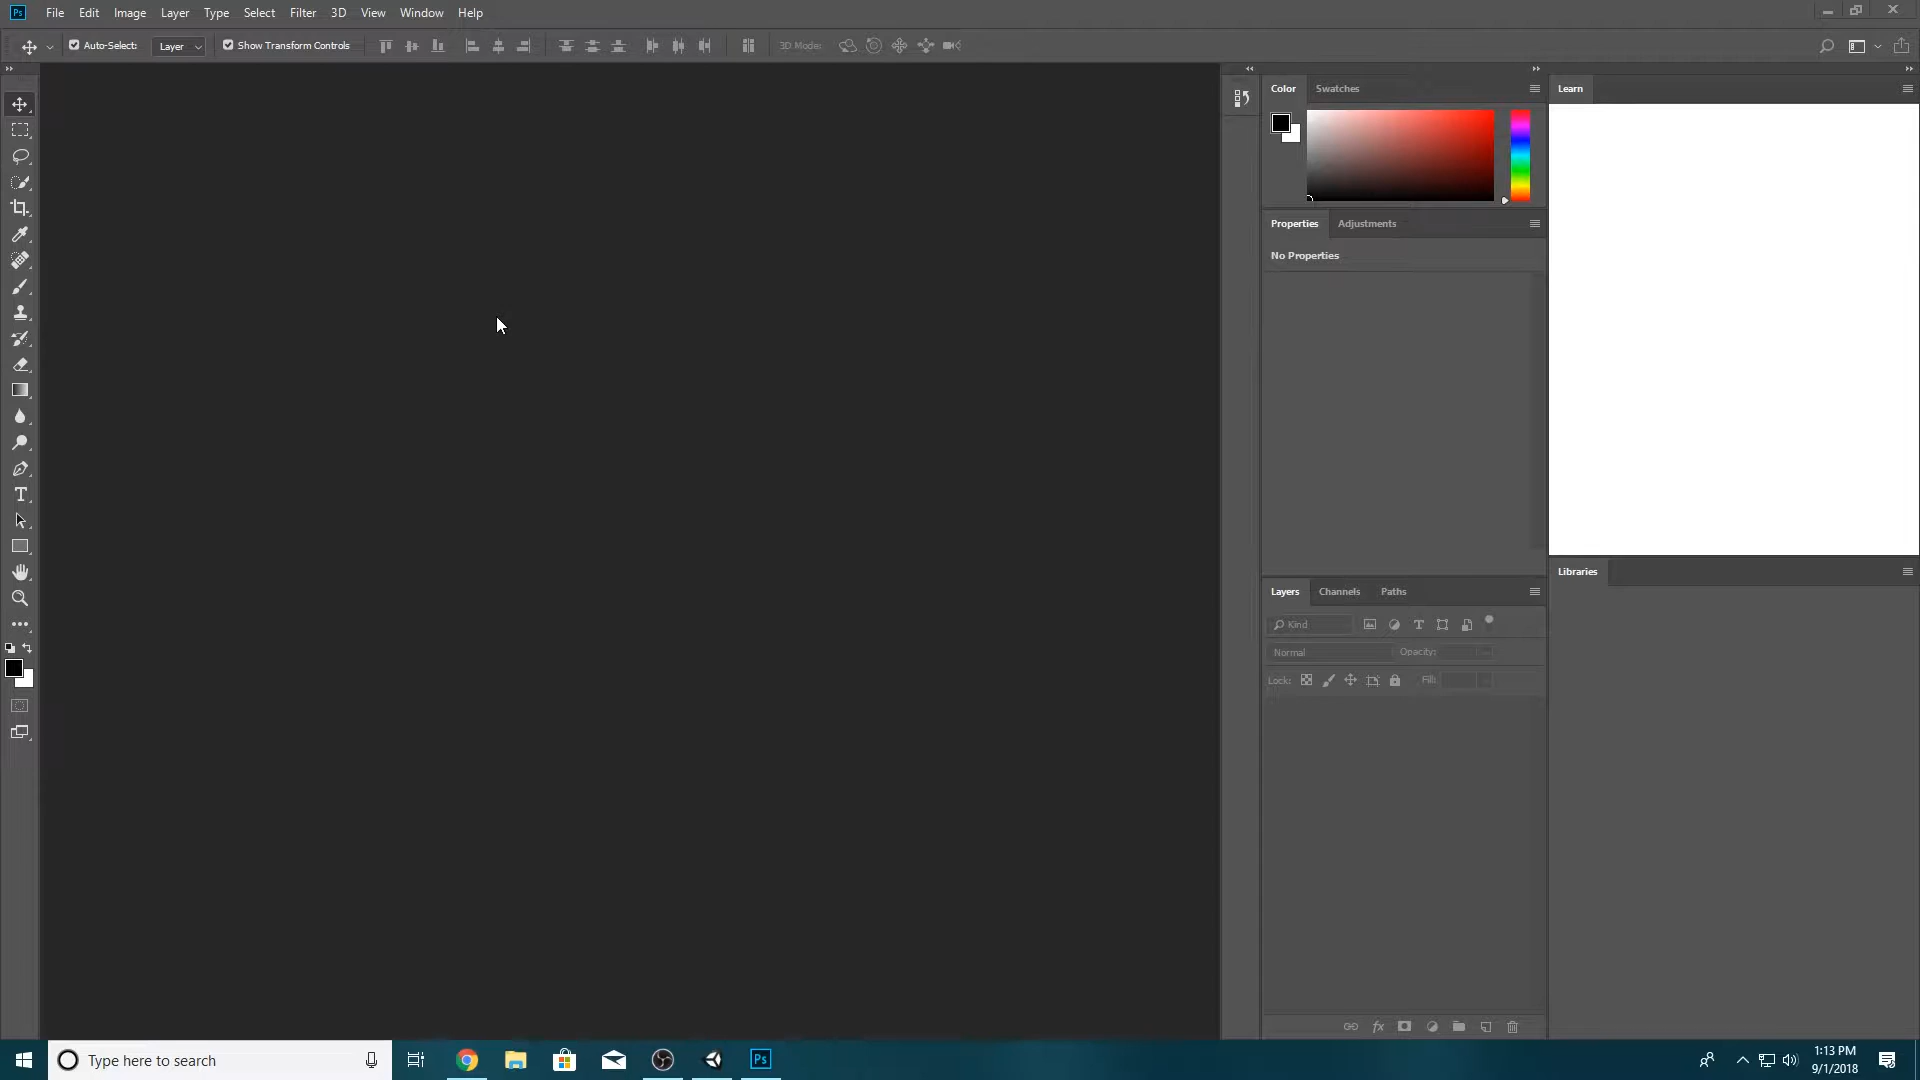 Ps File Edit Image Layer Type Select Filter 3D View Window Help
Auto-Select: Layer Show Transform Controls 3D Mode:
Color Swatches
Learn
Properties Adjustments
No Properties
Libraries
Layers Channels Paths
Kind
Normal Opacity:
Lock: Fill:
fx
Type here to search
Ps
1:13 PM
9/1/2018